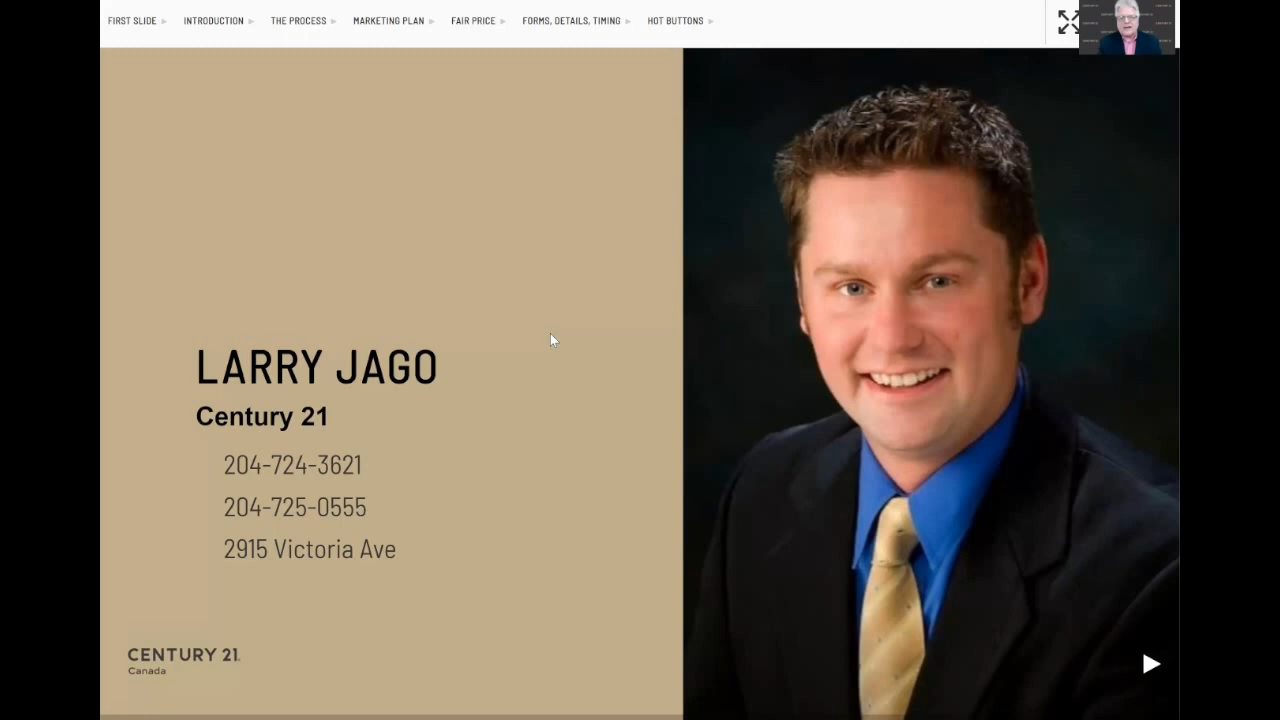 FIRST SLIDE
INTRODUCTION
THE PROCESS
MARKETING PLAN
FAIR PRICE
FORMS, DETAILS, TIMING
HOT BUTTONS
LARRY JAGO
Century 21
204-724-3621
204-725-0555
2915 Victoria Ave
CENTURY 21.
Canada